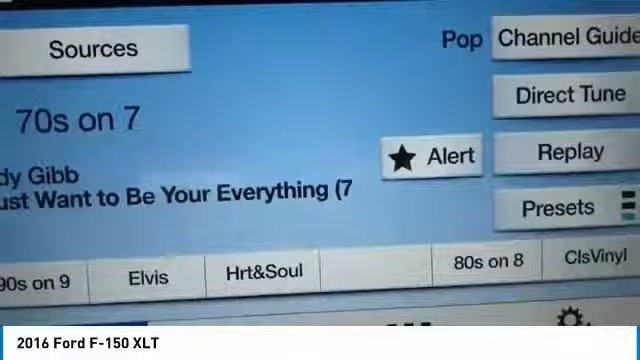 Sources
Pop
Channel Guide
70s on 7
Direct Tune
Alert
Replay
dy Gibb
ust Want to Be Your Everything (7
Presets
90s on 9
Elvis
Hrt&Soul
80s on 8
ClsVinyl
2016 Ford F-150 XLT